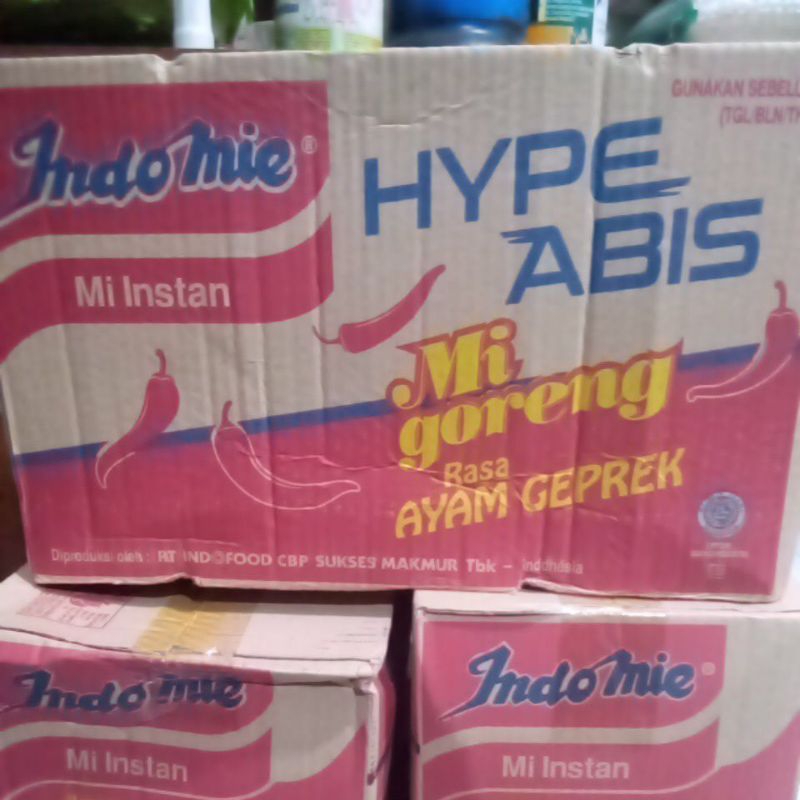 Indomie®
Mi Instan
HYPE
ABIS
GUNAKAN SEBELU
(TGL/BLN/TH
Mi
goreng
Rasa
AYAM GEPREK
Diproduksi oleh : PT INDOFOOD CBP SUKSES MAKMUR Tbk – Indonesia
Indomie
Mi Instan
Indomie®
Mi Instan